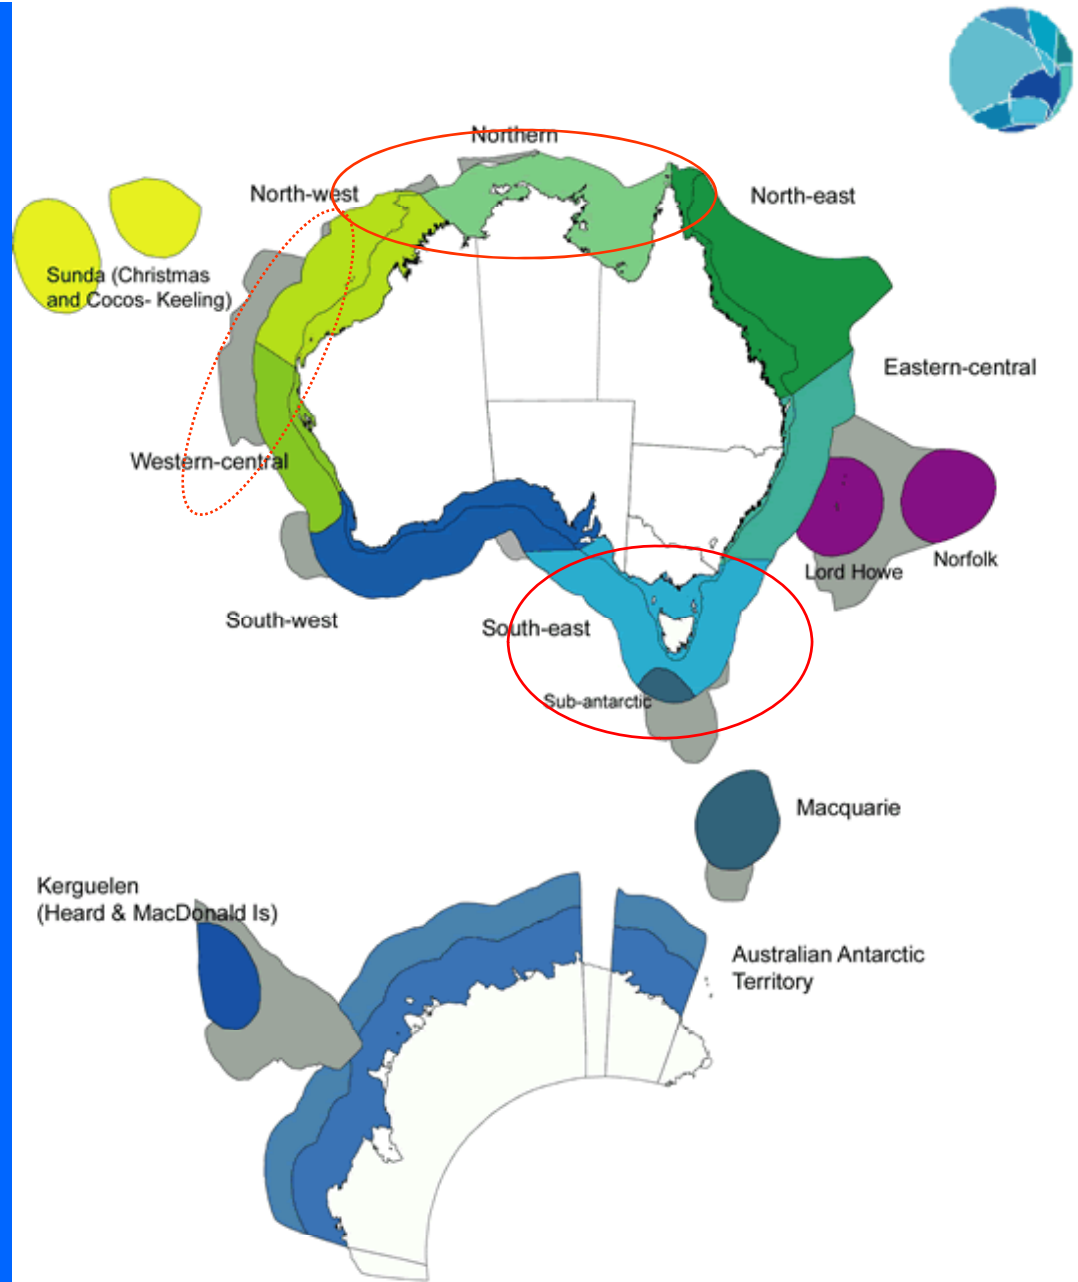 Northern
North-west
North-east
Sunda (Christmas
and Cocos- Keeling)
Eastern-central
Western-central
Lord Howe
Norfolk
South-west
South-east
Sub-antarctic
Macquarie
Kerguelen
(Heard & MacDonald Is)
Australian Antarctic
Territory